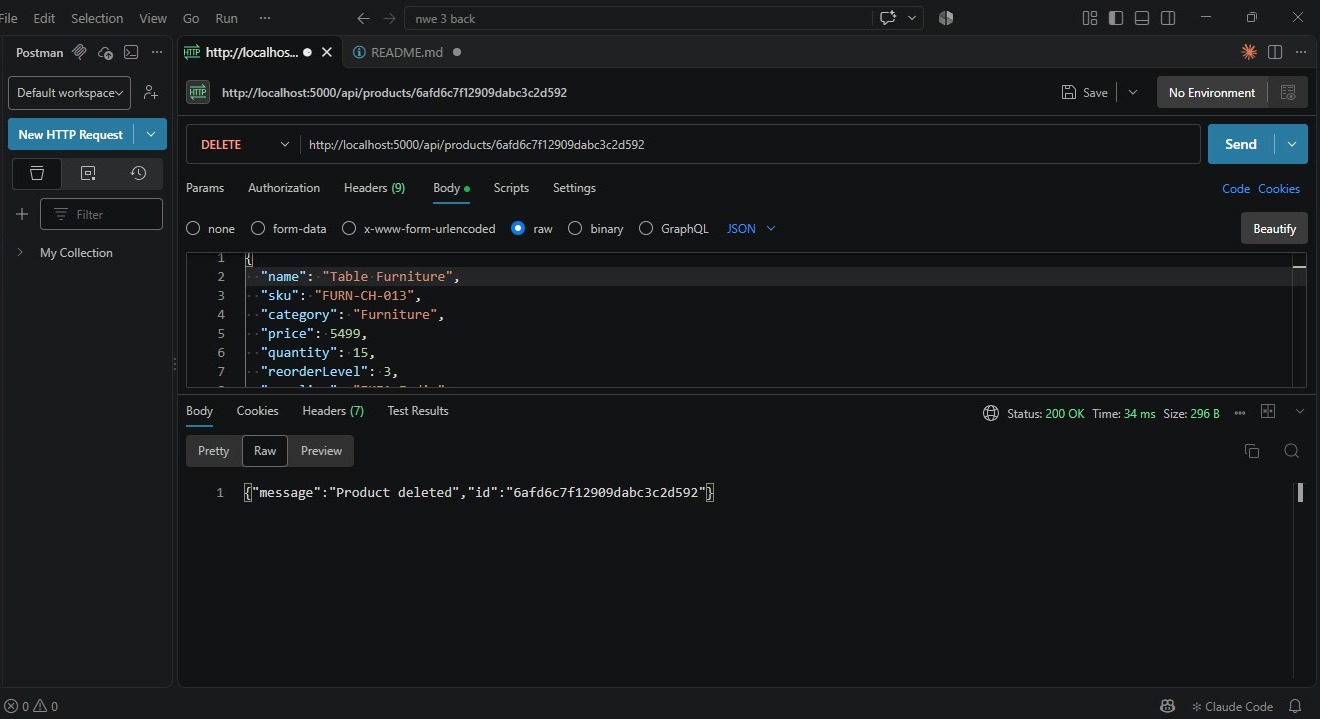 File Edit Selection View Go Run ··· nwe 3 back
Postman ··· http://localhos... README.md ···
Default workspace http://localhost:5000/api/products/6afd6c7f12909dabc3c2d592 Save No Environment
New HTTP Request DELETE http://localhost:5000/api/products/6afd6c7f12909dabc3c2d592 Send
Params Authorization Headers (9) Body Scripts Settings Code Cookies
Filter
none form-data x-www-form-urlencoded raw binary GraphQL JSON Beautify
My Collection
1 {
2 "name": "Table Furniture",
3 "sku": "FURN-CH-013",
4 "category": "Furniture",
5 "price": 5499,
6 "quantity": 15,
7 "reorderLevel": 3,
Body Cookies Headers (7) Test Results Status: 200 OK Time: 34 ms Size: 296 B ···
Pretty Raw Preview
1 {"message":"Product deleted","id":"6afd6c7f12909dabc3c2d592"}
0 0 Claude Code